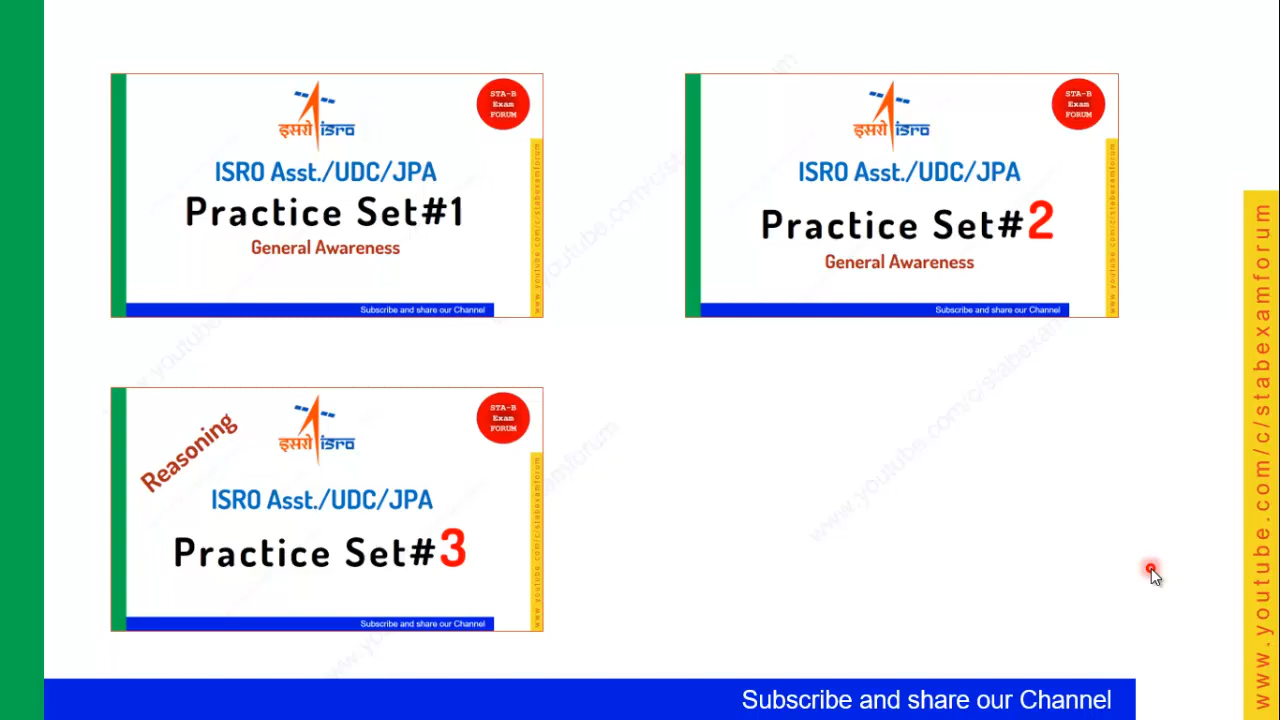 STA-B
Exam
FORUM
इसरो isro
ISRO Asst./UDC/JPA
Practice Set#1
General Awareness
Subscribe and share our Channel
www.youtube.com/c/stabexamforum
STA-B
Exam
FORUM
इसरो isro
ISRO Asst./UDC/JPA
Practice Set#2
General Awareness
Subscribe and share our Channel
www.youtube.com/c/stabexamforum
Reasoning
STA-B
Exam
FORUM
इसरो isro
ISRO Asst./UDC/JPA
Practice Set#3
Subscribe and share our Channel
www.youtube.com/c/stabexamforum
www.youtube.com/c/stabexamforum
www.youtube.com/c/stabexamforum
Subscribe and share our Channel